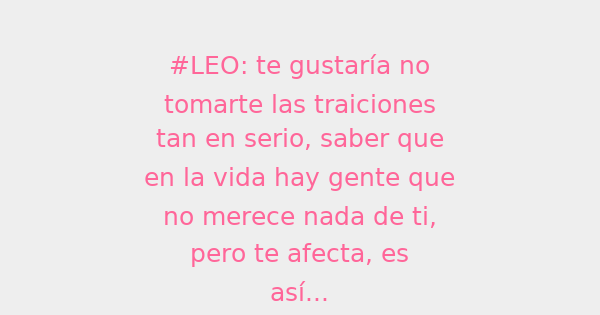 #LEO: te gustaría no
tomarte las traiciones
tan en serio, saber que
en la vida hay gente que
no merece nada de ti,
pero te afecta, es
así...